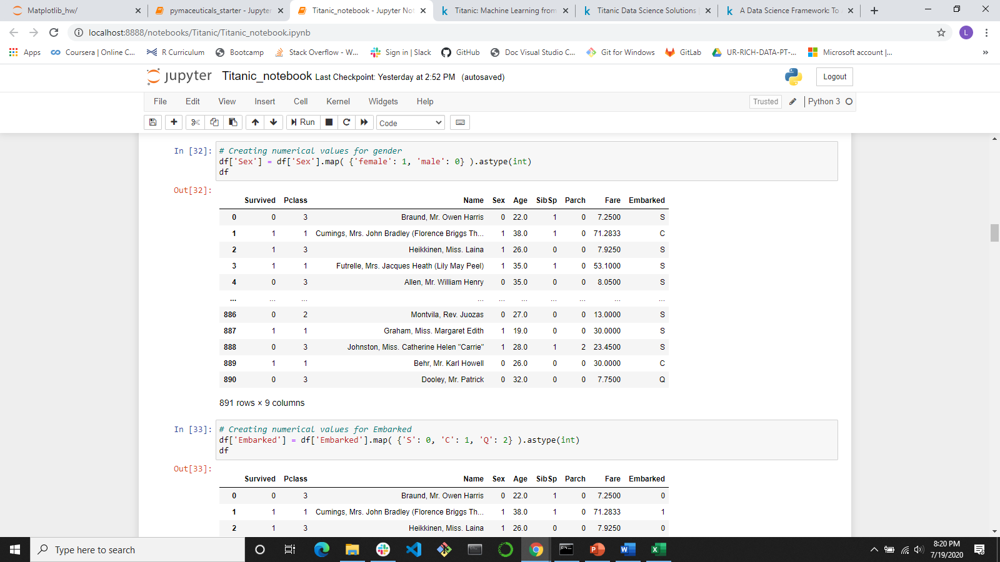 Matplotlib_hw/
pymaceuticals_starter - Jupyter
Titanic_notebook - Jupyter Not
Titanic: Machine Learning from
Titanic Data Science Solutions
A Data Science Framework: To
localhost:8888/notebooks/Titanic/Titanic_notebook.ipynb
L
Apps
Coursera | Online C...
R Curriculum
Bootcamp
Stack Overflow - W...
Sign in | Slack
GitHub
Doc Visual Studio C...
Git for Windows
GitLab
UR-RICH-DATA-PT-...
Microsoft account |...
»
jupyter Titanic_notebook Last Checkpoint: Yesterday at 2:52 PM (autosaved)
Logout
File Edit View Insert Cell Kernel Widgets Help
Trusted
Python 3
Run
Code
In [32]: # Creating numerical values for gender
df['Sex'] = df['Sex'].map( {'female': 1, 'male': 0} ).astype(int)
df
Out[32]:
Survived Pclass Name Sex Age SibSp Parch Fare Embarked
0 0 3 Braund, Mr. Owen Harris 0 22.0 1 0 7.2500 S
1 1 1 Cumings, Mrs. John Bradley (Florence Briggs Th... 1 38.0 1 0 71.2833 C
2 1 3 Heikkinen, Miss. Laina 1 26.0 0 0 7.9250 S
3 1 1 Futrelle, Mrs. Jacques Heath (Lily May Peel) 1 35.0 1 0 53.1000 S
4 0 3 Allen, Mr. William Henry 0 35.0 0 0 8.0500 S
... ... ... ... ... ... ... ... ... ...
886 0 2 Montvila, Rev. Juozas 0 27.0 0 0 13.0000 S
887 1 1 Graham, Miss. Margaret Edith 1 19.0 0 0 30.0000 S
888 0 3 Johnston, Miss. Catherine Helen "Carrie" 1 28.0 1 2 23.4500 S
889 1 1 Behr, Mr. Karl Howell 0 26.0 0 0 30.0000 C
890 0 3 Dooley, Mr. Patrick 0 32.0 0 0 7.7500 Q
891 rows × 9 columns
In [33]: # Creating numerical values for Embarked
df['Embarked'] = df['Embarked'].map( {'S': 0, 'C': 1, 'Q': 2} ).astype(int)
df
Out[33]:
Survived Pclass Name Sex Age SibSp Parch Fare Embarked
0 0 3 Braund, Mr. Owen Harris 0 22.0 1 0 7.2500 0
1 1 1 Cumings, Mrs. John Bradley (Florence Briggs Th... 1 38.0 1 0 71.2833 1
2 1 3 Heikkinen, Miss. Laina 1 26.0 0 0 7.9250 0
Type here to search
8:20 PM
7/19/2020